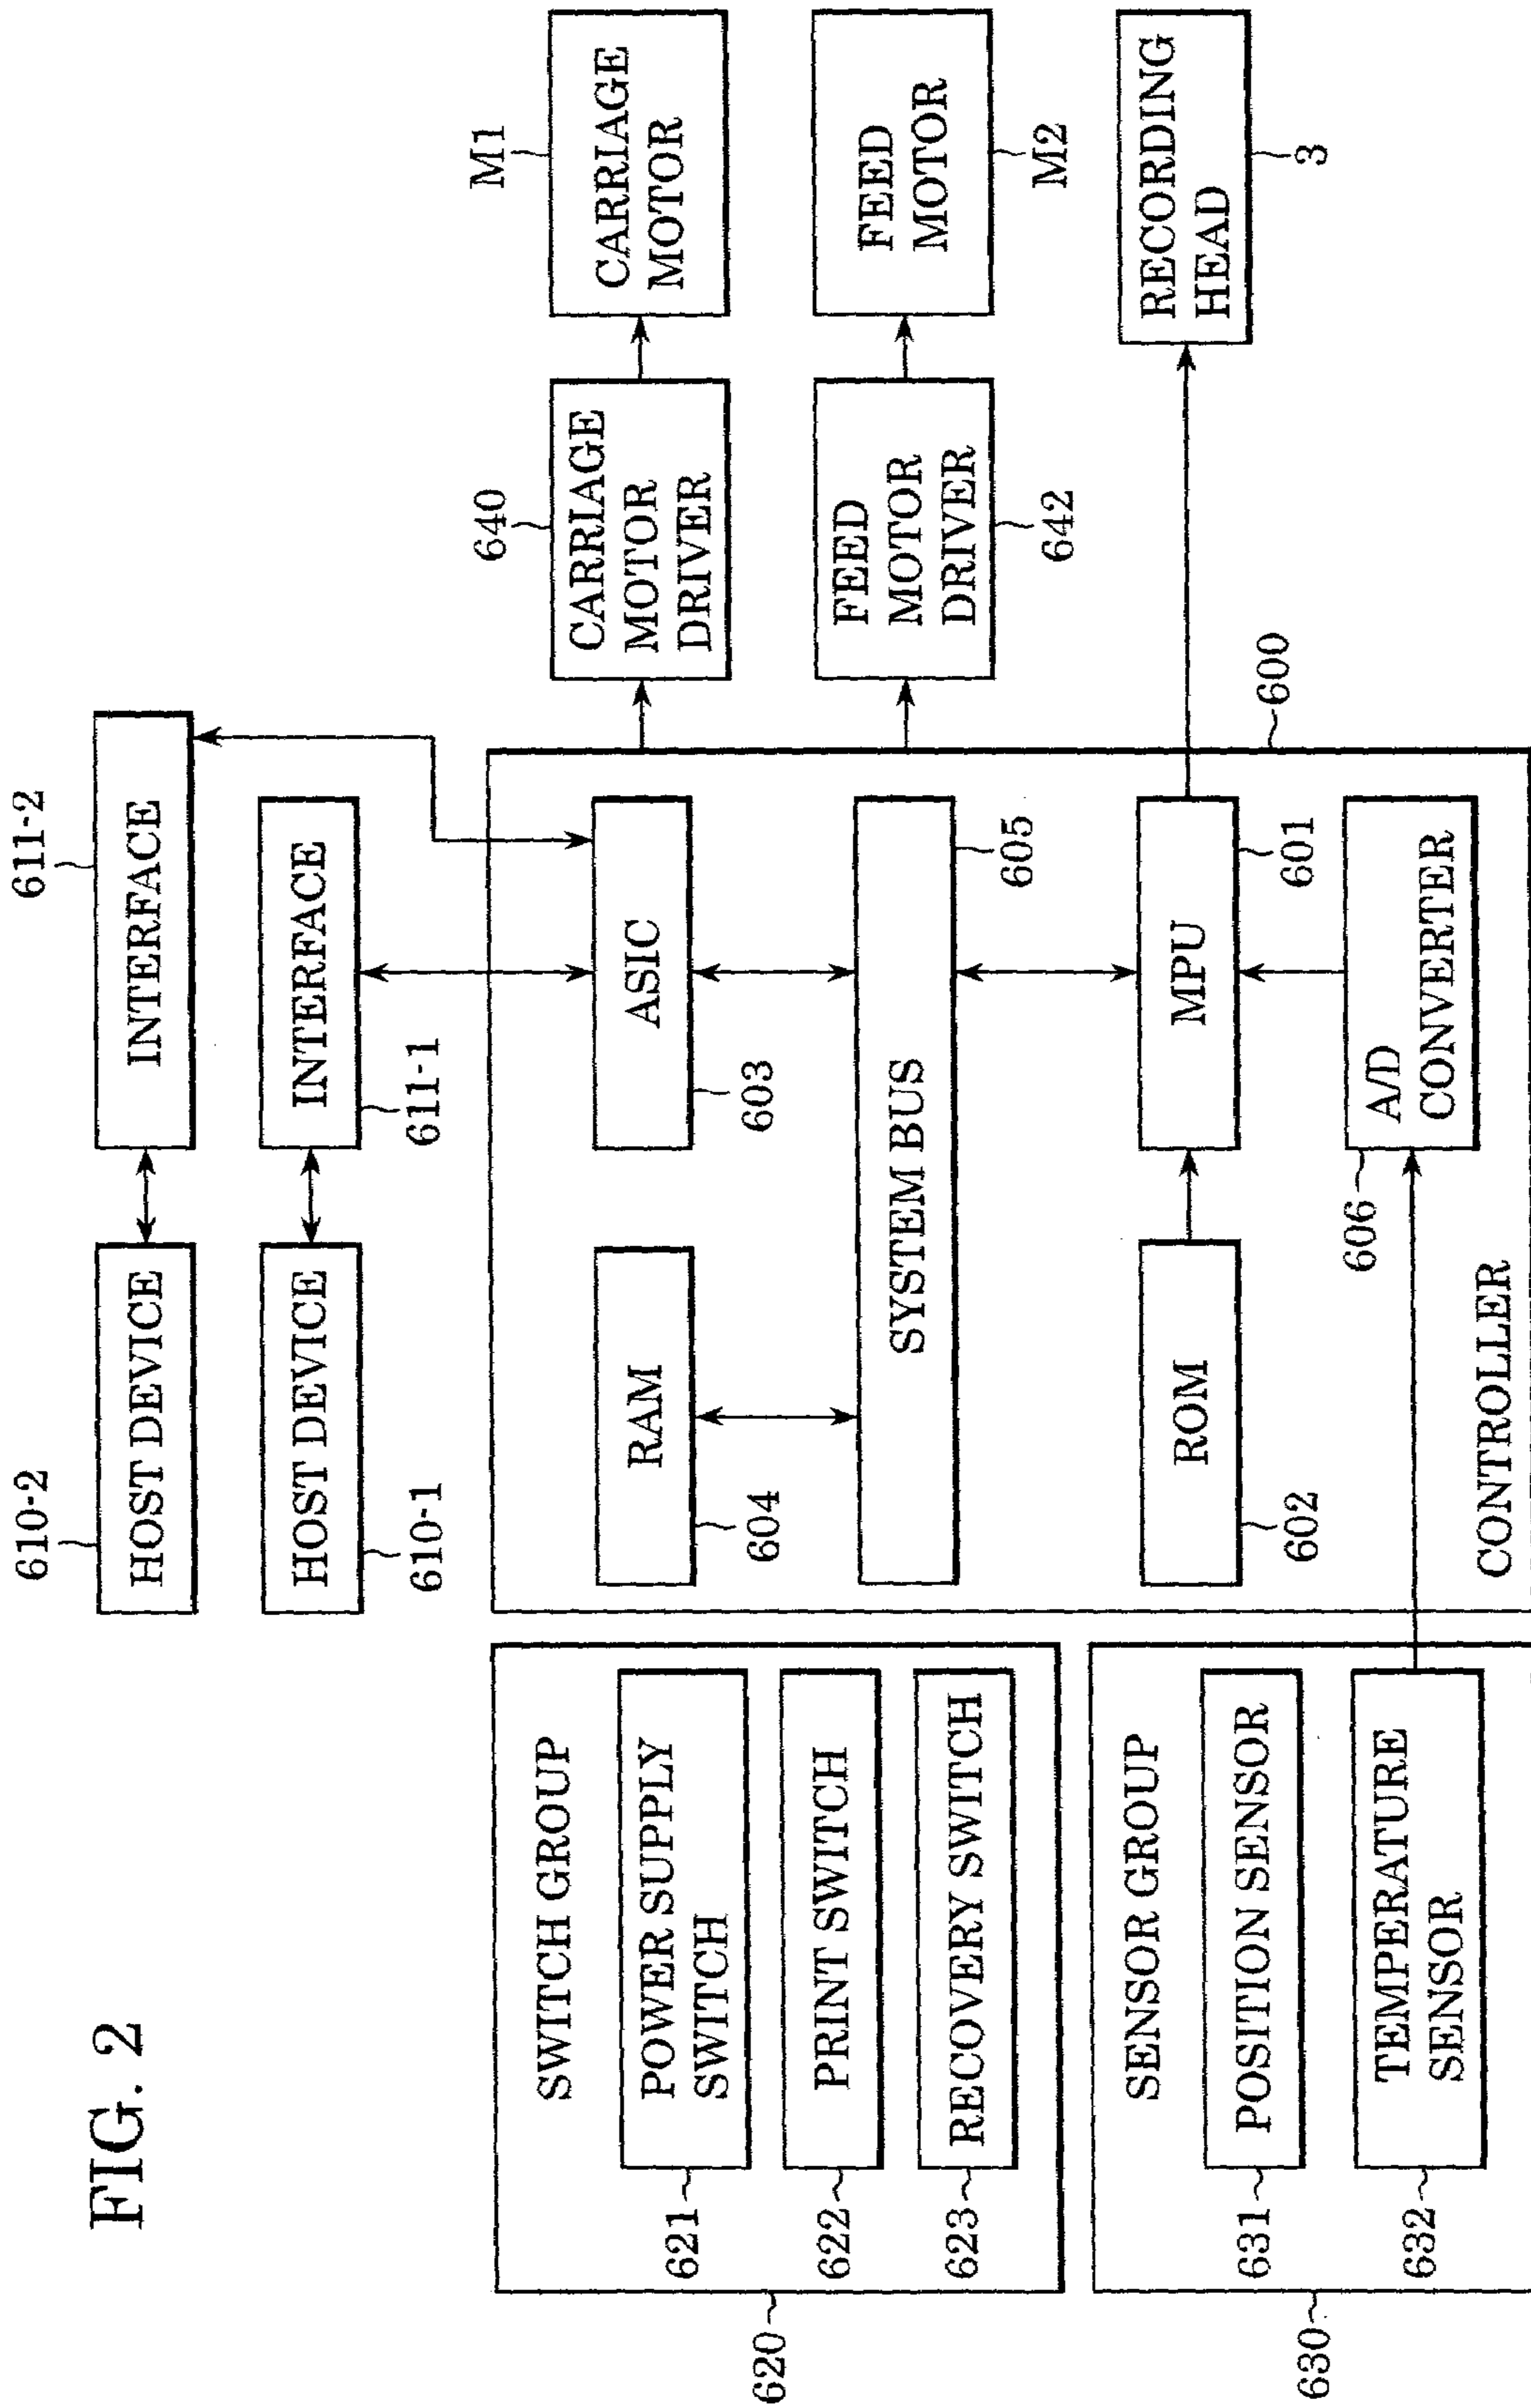 FIG. 2
610-2
HOST DEVICE
611-2
INTERFACE
HOST DEVICE
610-1
INTERFACE
611-1
620
SWITCH GROUP
621
POWER SUPPLY
SWITCH
622
PRINT SWITCH
623
RECOVERY SWITCH
630
SENSOR GROUP
631
POSITION SENSOR
632
TEMPERATURE
SENSOR
600
RAM
604
ASIC
603
SYSTEM BUS
605
ROM
602
MPU
601
606
A/D
CONVERTER
CONTROLLER
640
CARRIAGE
MOTOR
DRIVER
M1
CARRIAGE
MOTOR
FEED
MOTOR
DRIVER
642
FEED
MOTOR
M2
RECORDING
HEAD
3